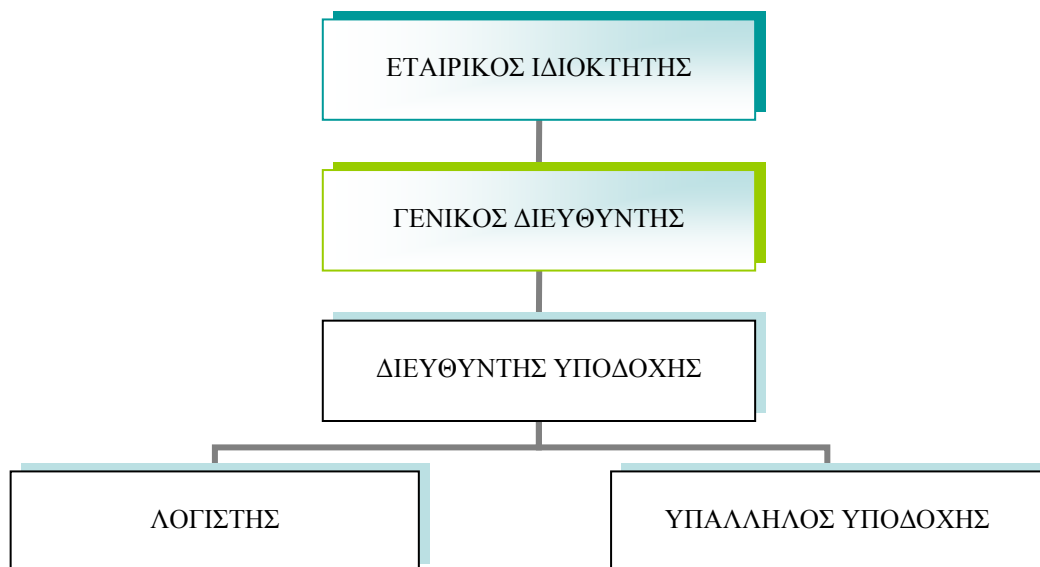 ΕΤΑΙΡΙΚΟΣ ΙΔΙΟΚΤΗΤΗΣ
ΓΕΝΙΚΟΣ ΔΙΕΥΘΥΝΤΗΣ
ΔΙΕΥΘΥΝΤΗΣ ΥΠΟΔΟΧΗΣ
ΛΟΓΙΣΤΗΣ
ΥΠΑΛΛΗΛΟΣ ΥΠΟΔΟΧΗΣ